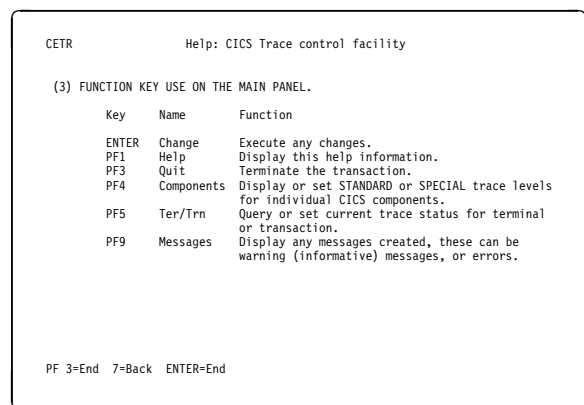 CETR Help: CICS Trace control facility
(3) FUNCTION KEY USE ON THE MAIN PANEL.
Key Name Function
ENTER Change Execute any changes.
PF1 Help Display this help information.
PF3 Quit Terminate the transaction.
PF4 Components Display or set STANDARD or SPECIAL trace levels
for individual CICS components.
PF5 Ter/Trn Query or set current trace status for terminal
or transaction.
PF9 Messages Display any messages created, these can be
warning (informative) messages, or errors.
PF 3=End 7=Back ENTER=End